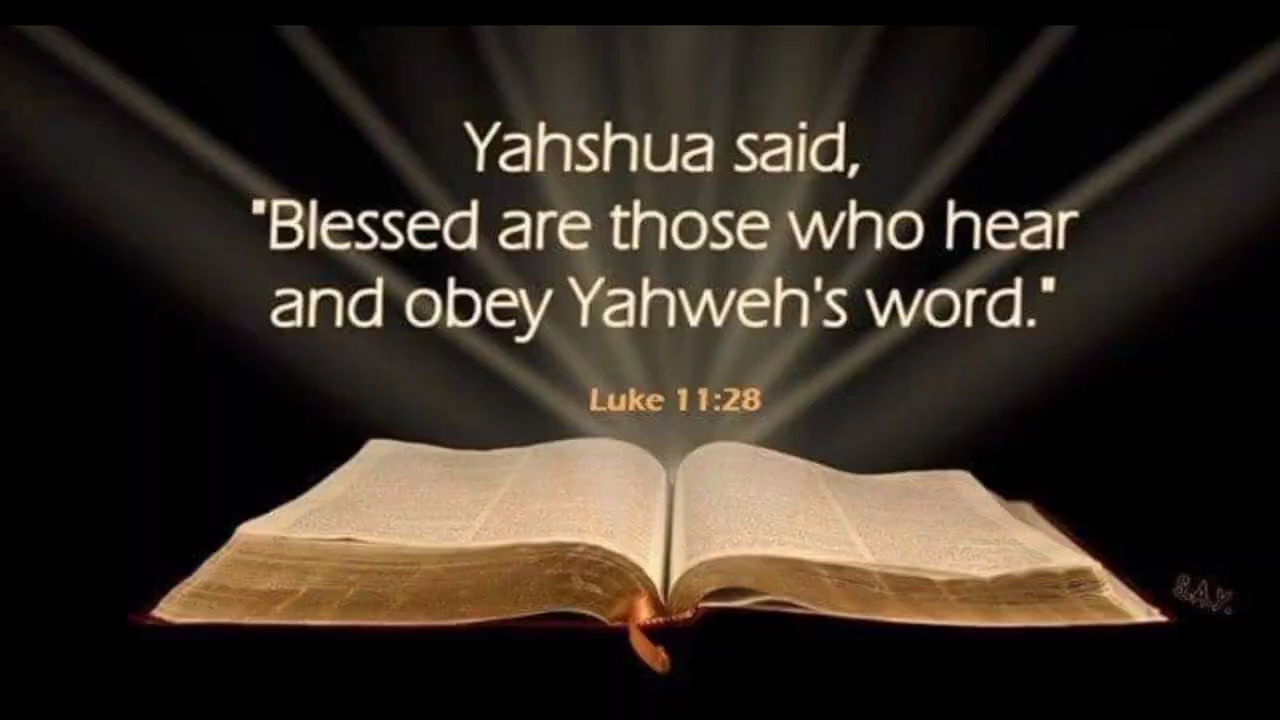 Yahshua said,
"Blessed are those who hear
and obey Yahweh's word."
Luke 11:28
S.A.Y.